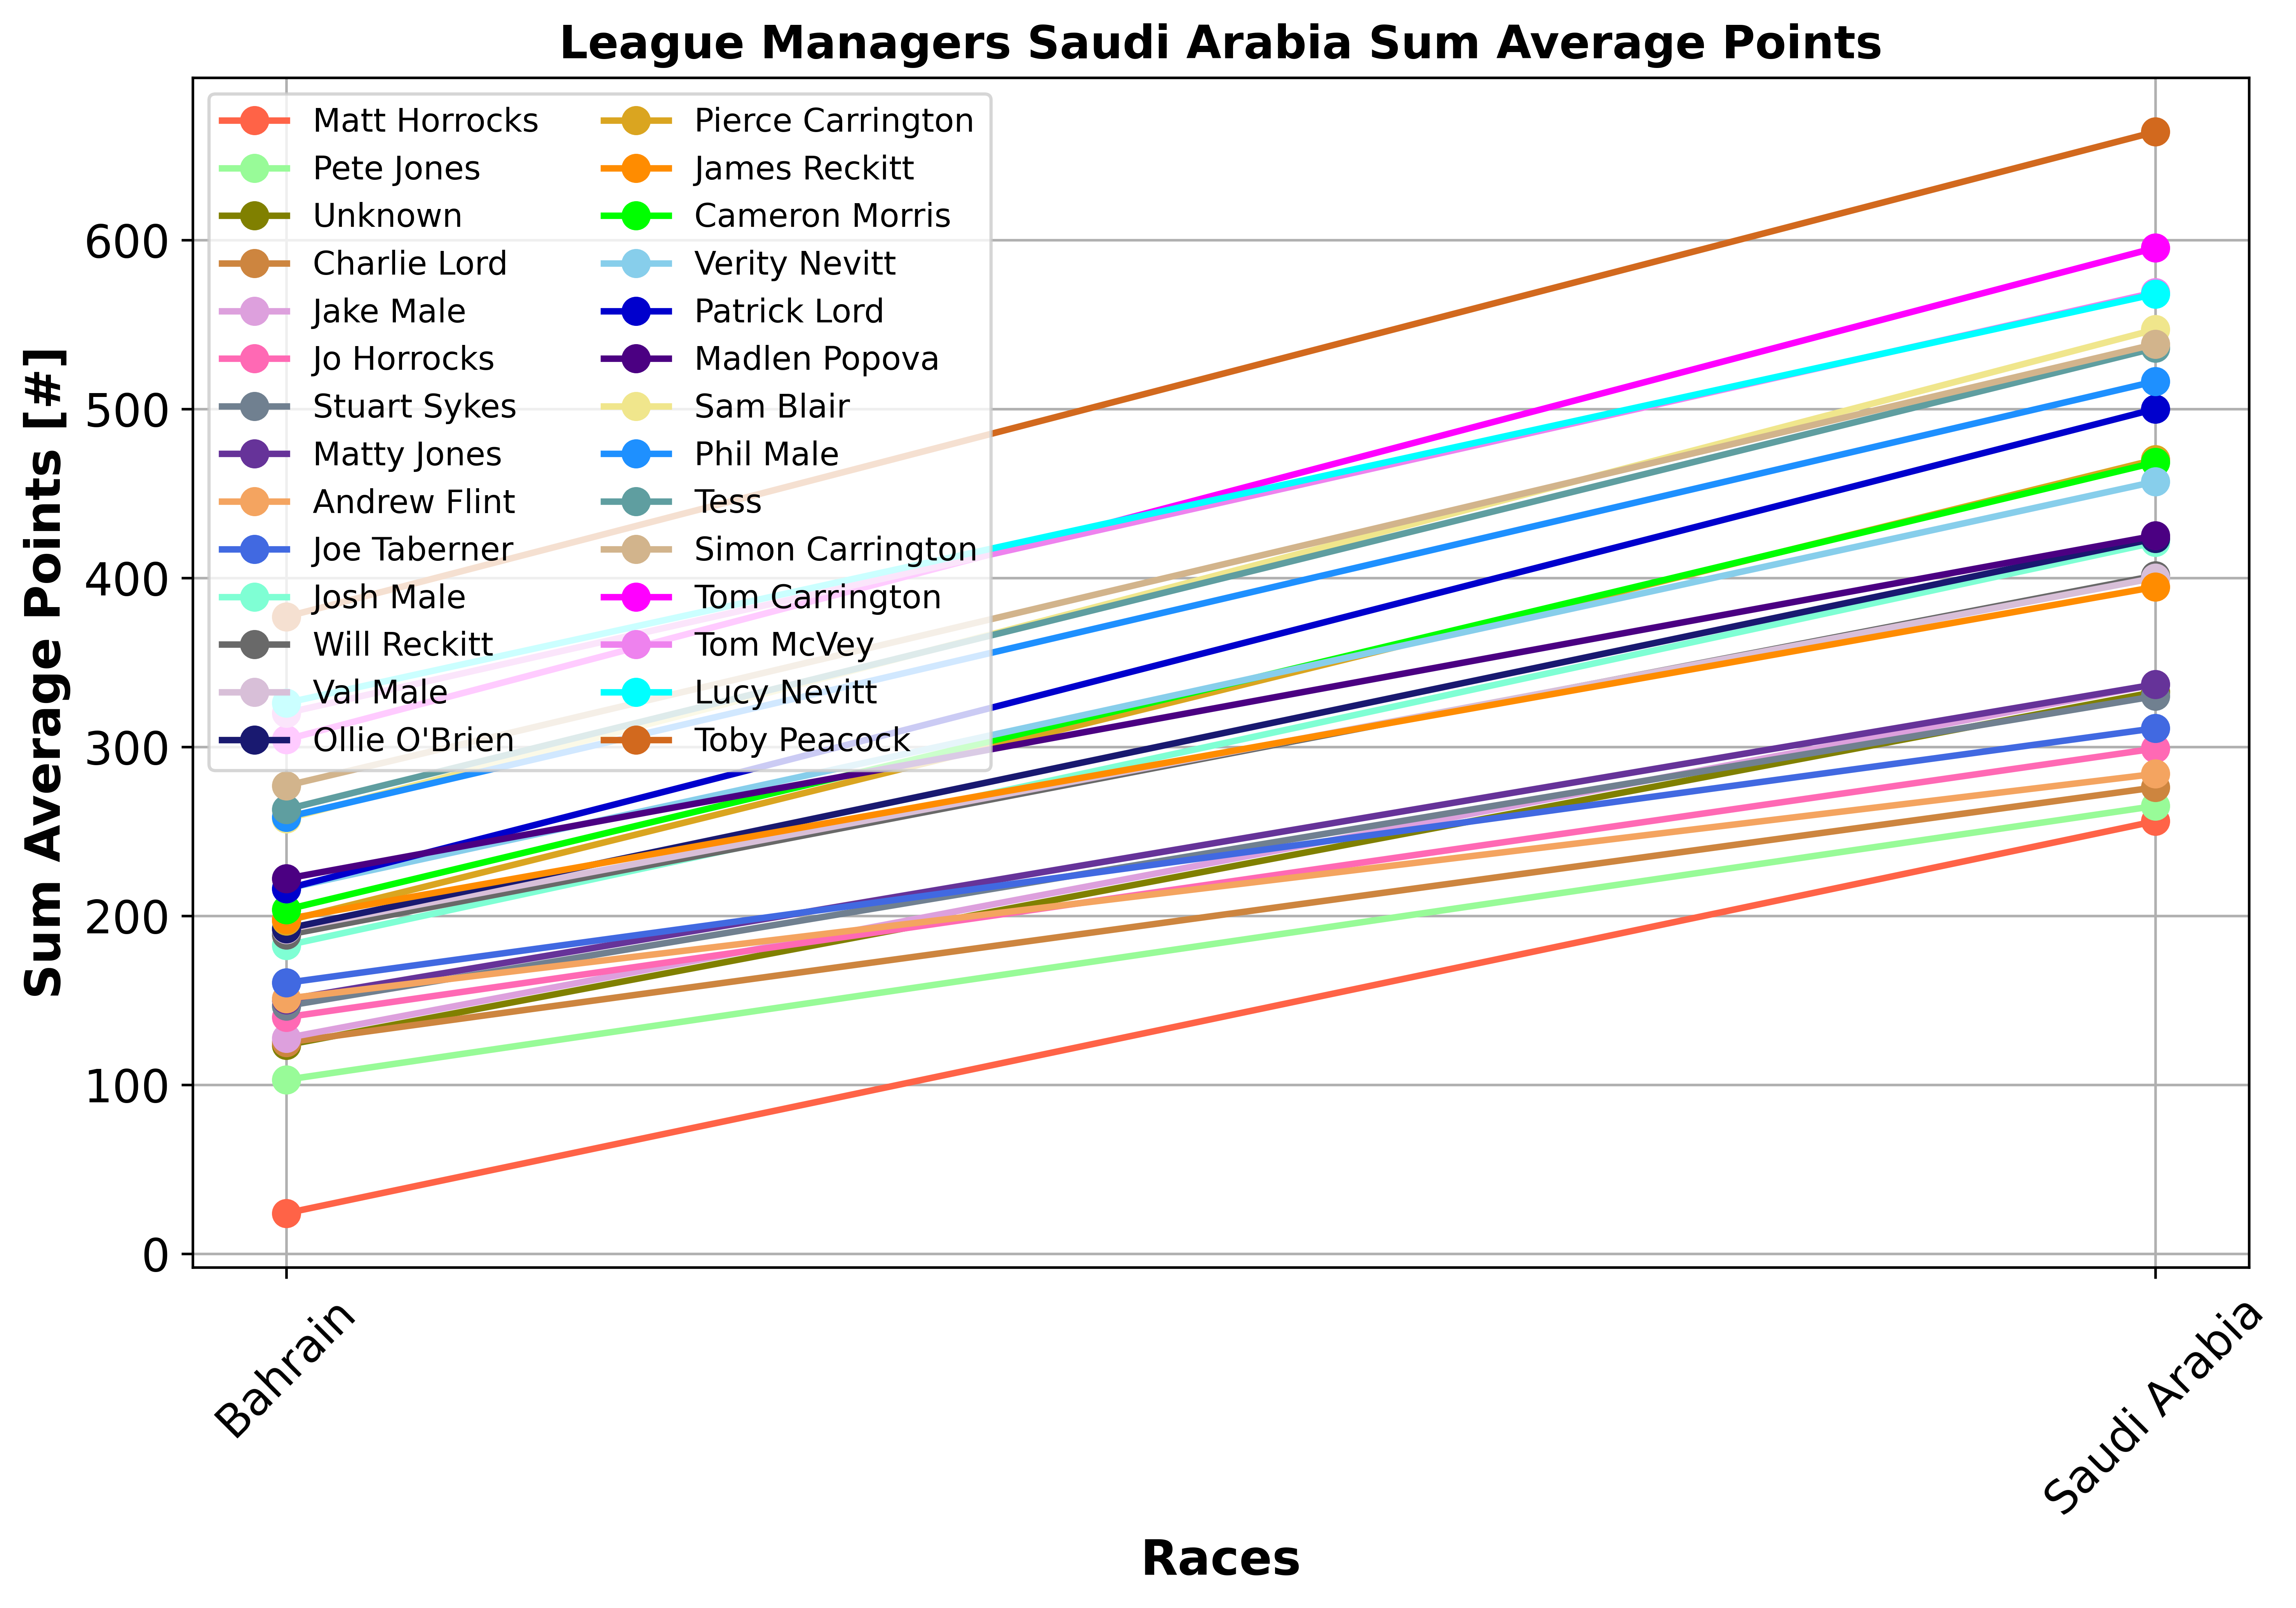 League Managers Saudi Arabia Sum Average Points
Sum Average Points [#]
600
500
400
300
200
100
0
Matt Horrocks
Pete Jones
Unknown
Charlie Lord
Jake Male
Jo Horrocks
Stuart Sykes
Matty Jones
Andrew Flint
Joe Taberner
Josh Male
Will Reckitt
Val Male
Ollie O'Brien
Pierce Carrington
James Reckitt
Cameron Morris
Verity Nevitt
Patrick Lord
Madlen Popova
Sam Blair
Phil Male
Tess
Simon Carrington
Tom Carrington
Tom McVey
Lucy Nevitt
Toby Peacock
Bahrain
Saudi Arabia
Races